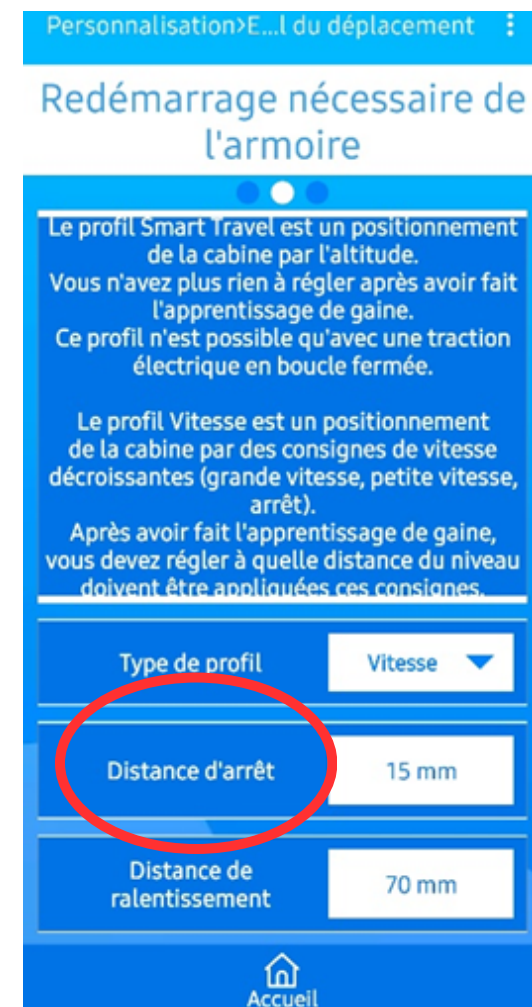 Personnalisation>E...l du déplacement
Redémarrage nécessaire de
l'armoire
Le profil Smart Travel est un positionnement
de la cabine par l'altitude.
Vous n'avez plus rien à régler après avoir fait
l'apprentissage de gaine.
Ce profil n'est possible qu'avec une traction
électrique en boucle fermée.
Le profil Vitesse est un positionnement
de la cabine par des consignes de vitesse
décroissantes (grande vitesse, petite vitesse,
arrêt).
Après avoir fait l'apprentissage de gaine,
vous devez régler à quelle distance du niveau
doivent être appliquées ces consignes.
Type de profil
Vitesse
Distance d'arrêt
15 mm
Distance de
ralentissement
70 mm
Accueil